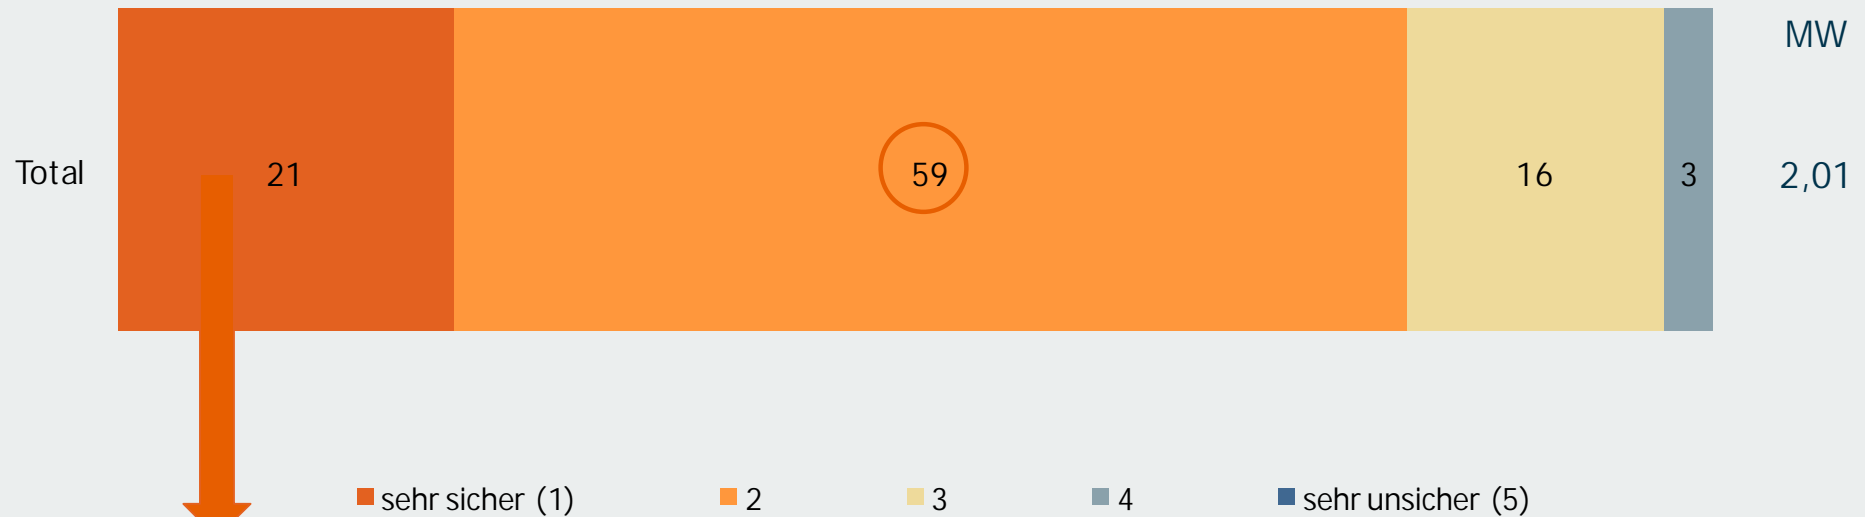 MW
Total 21 59 16 3 2,01
sehr sicher (1) 2 3 4 sehr unsicher (5)